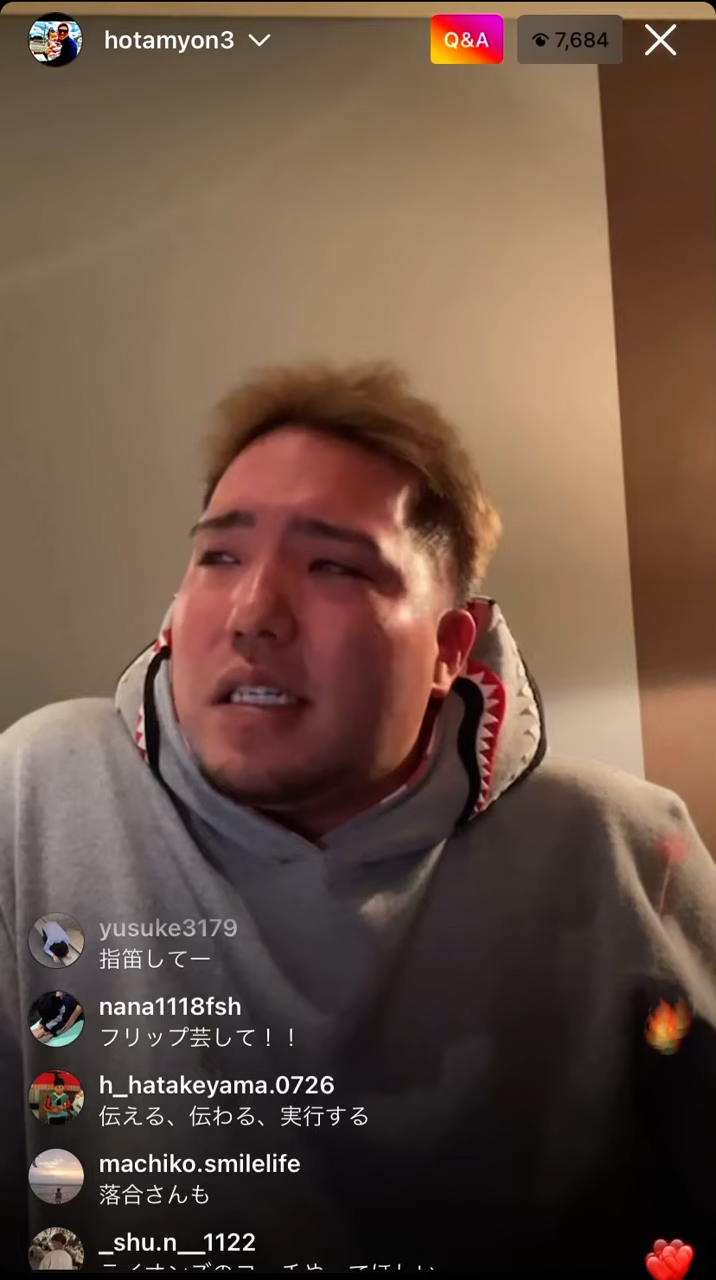 hotamyon3
Q&A
7,684
yusuke3179
指笛してー
nana1118fsh
フリップ芸して！！
h_hatakeyama.0726
伝える、伝わる、実行する
machiko.smilelife
落合さんも
_shu.n__1122